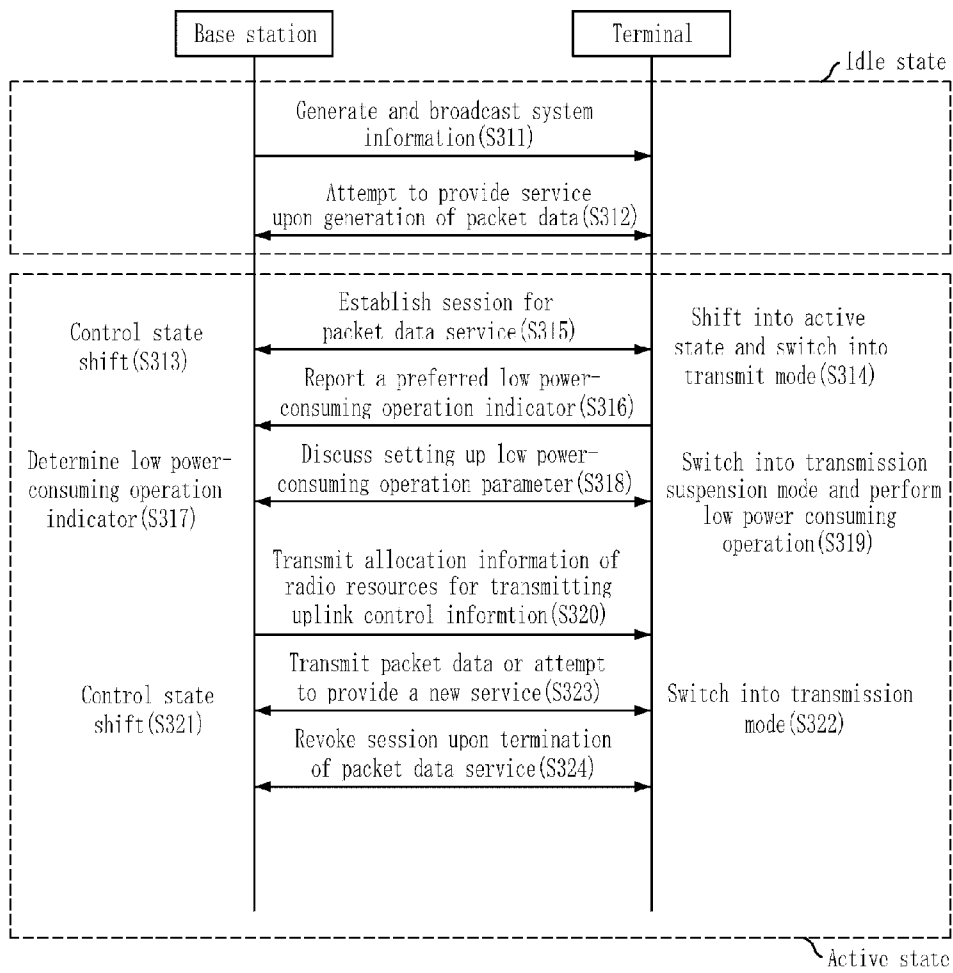 Base station
Terminal
Idle state
Generate and broadcast system
information(S311)
Attempt to provide service
upon generation of packet data(S312)
Establish session for
packet data service(S315)
Control state
shift(S313)
Shift into active
state and switch into
transmit mode(S314)
Report a preferred low power-
consuming operation indicator(S316)
Determine low power-
consuming operation
indicator(S317)
Discuss setting up low power-
consuming operation parameter(S318)
Switch into transmission
suspension mode and perform
low power consuming
operation(S319)
Transmit allocation information of
radio resources for transmitting
uplink control informtion(S320)
Transmit packet data or attempt
to provide a new service(S323)
Control state
shift(S321)
Switch into transmission
mode(S322)
Revoke session upon termination
of packet data service(S324)
Active state